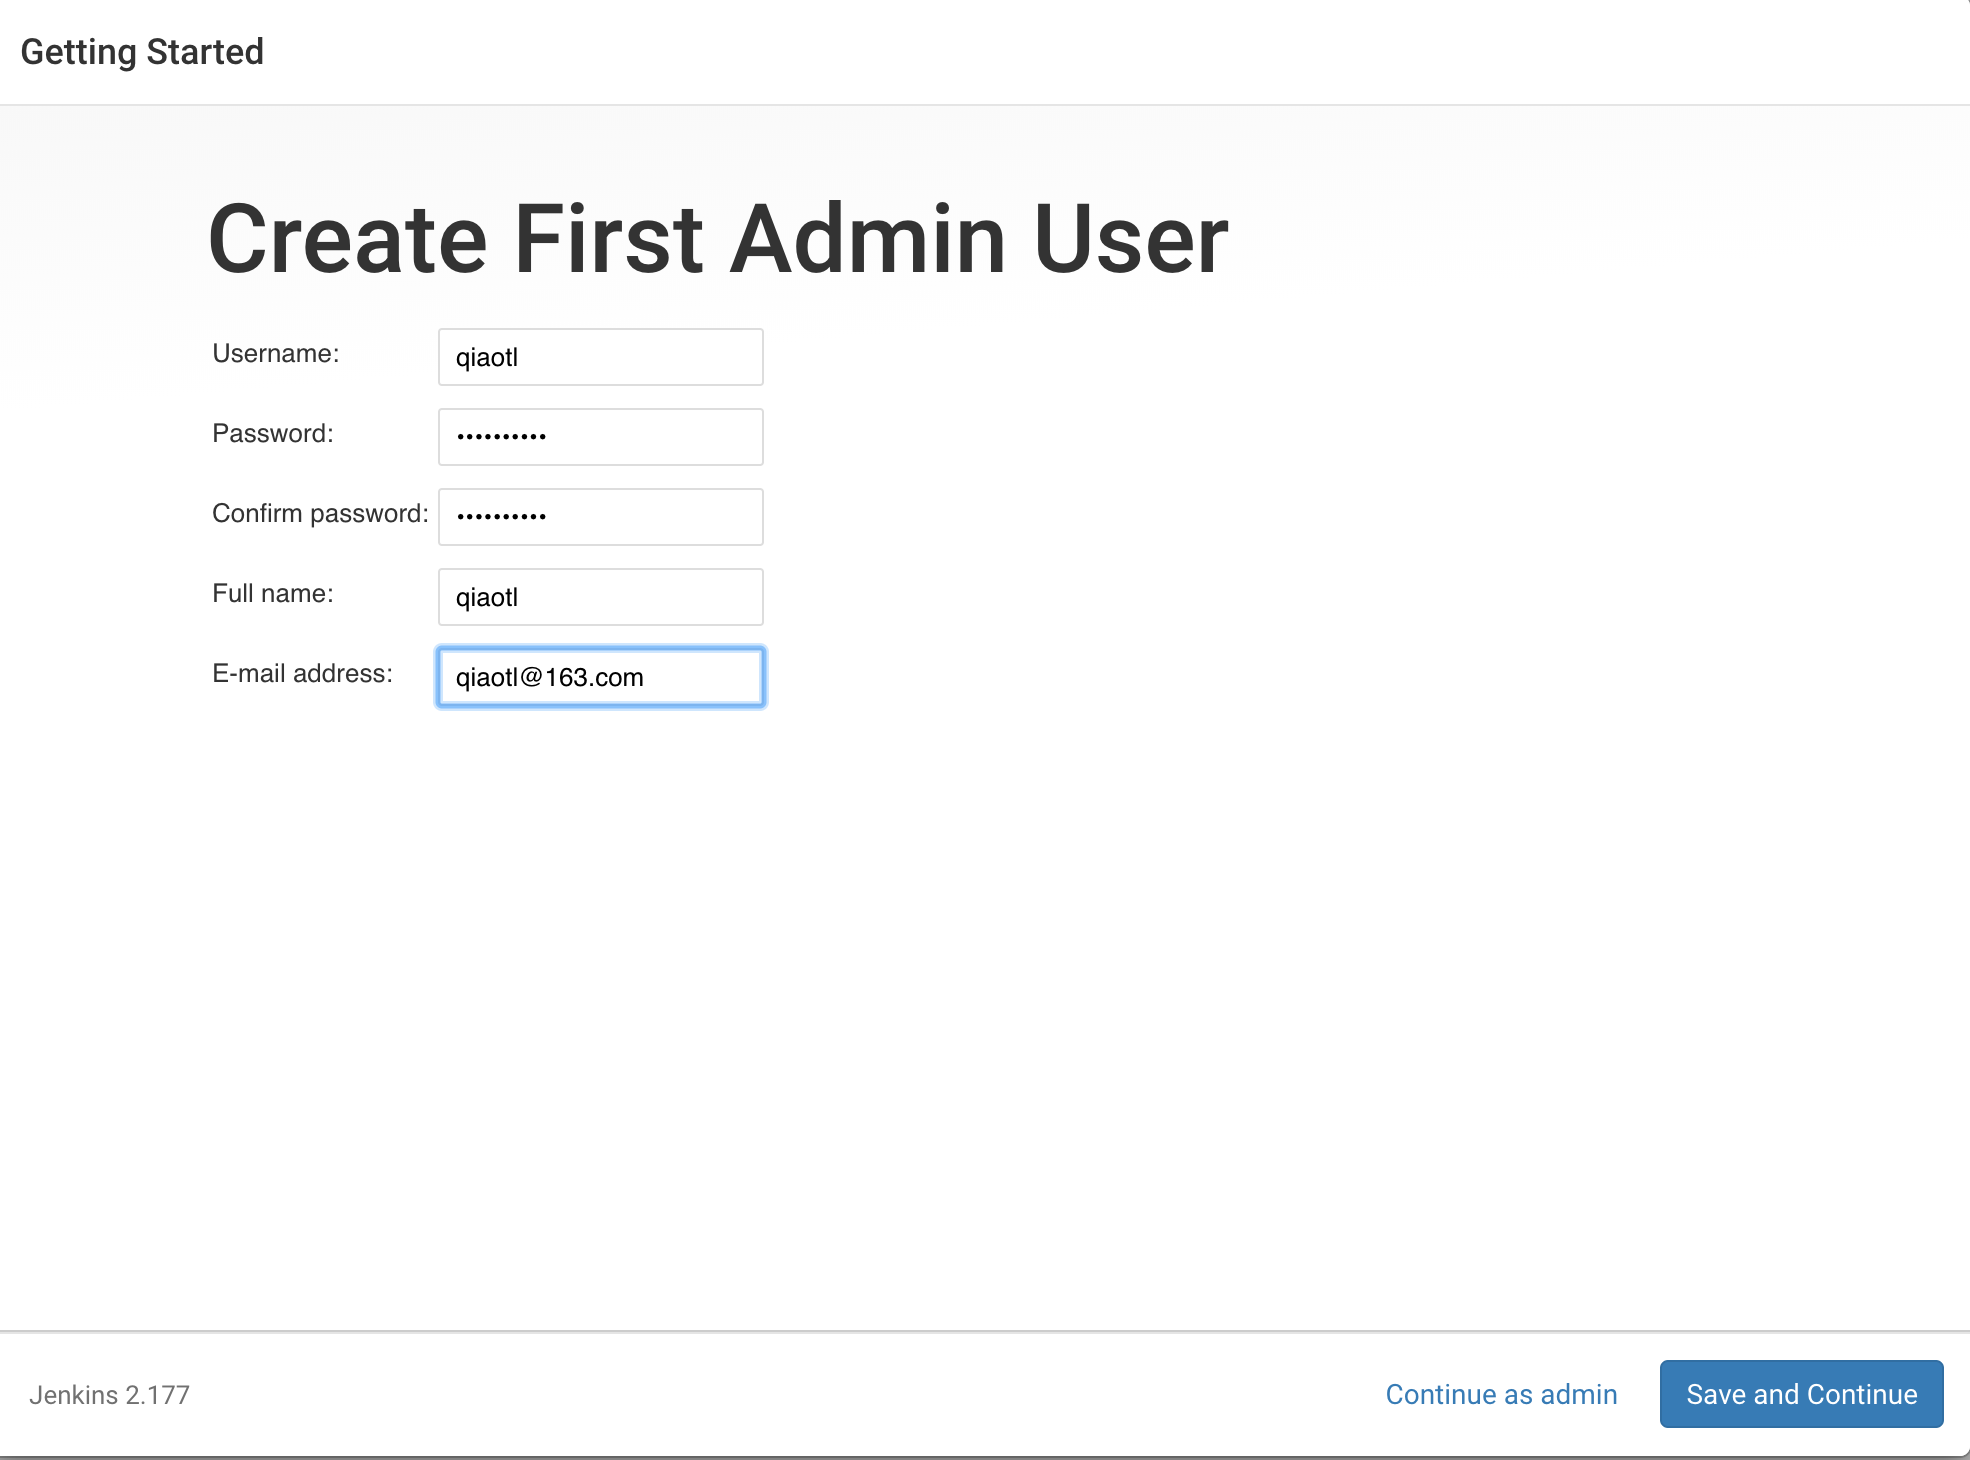 Getting Started
Create First Admin User
Username: qiaotl
Password: ••••••••••
Confirm password: ••••••••••
Full name: qiaotl
E-mail address: qiaotl@163.com
Jenkins 2.177 Continue as admin Save and Continue